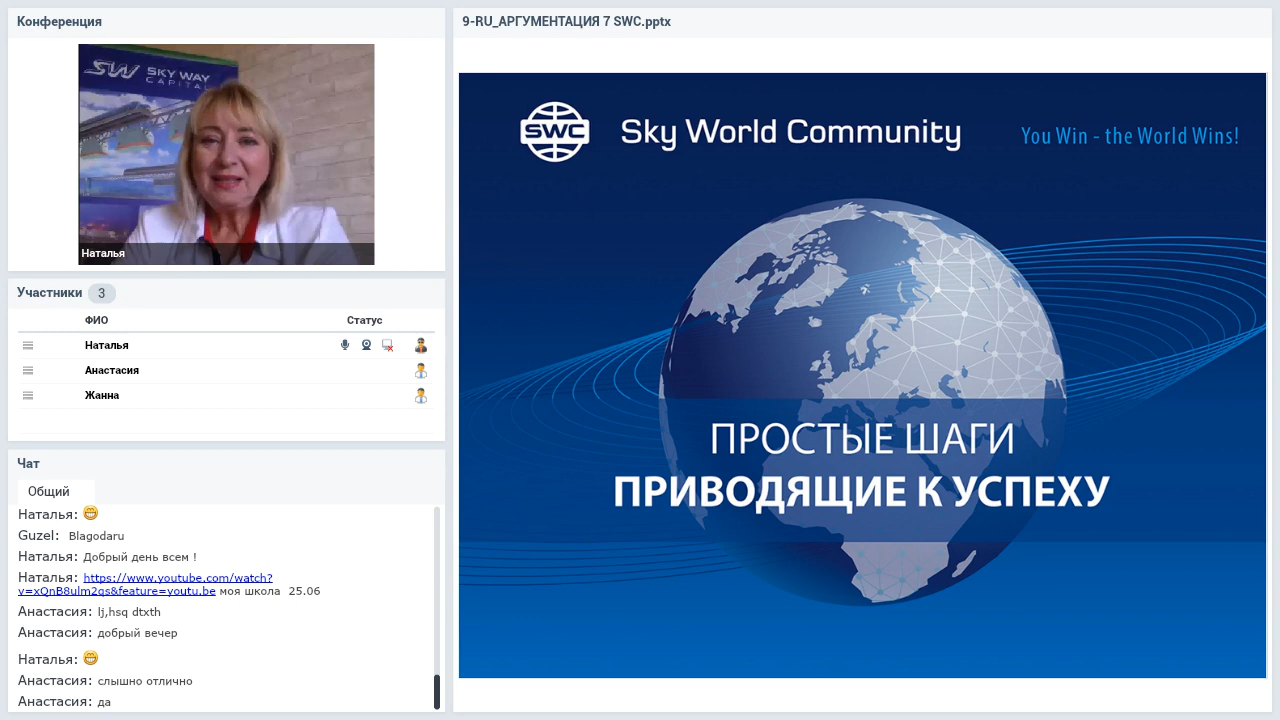 Конференция
SW SKY WAY
CAPITAL
Наталья
Участники 3
ФИО Статус
Наталья
Анастасия
Жанна
Чат
Общий
Наталья:
Guzel: Blagodaru
Наталья: Добрый день всем !
Наталья: https://www.youtube.com/watch?
v=xQnB8ulm2qs&feature=youtu.be моя школа 25.06
Анастасия: lj,hsq dtxth
Анастасия: добрый вечер
Наталья:
Анастасия: слышно отлично
Анастасия: да
9-RU_АРГУМЕНТАЦИЯ 7 SWC.pptx
SWC Sky World Community
You Win - the World Wins!
ПРОСТЫЕ ШАГИ
ПРИВОДЯЩИЕ К УСПЕХУ